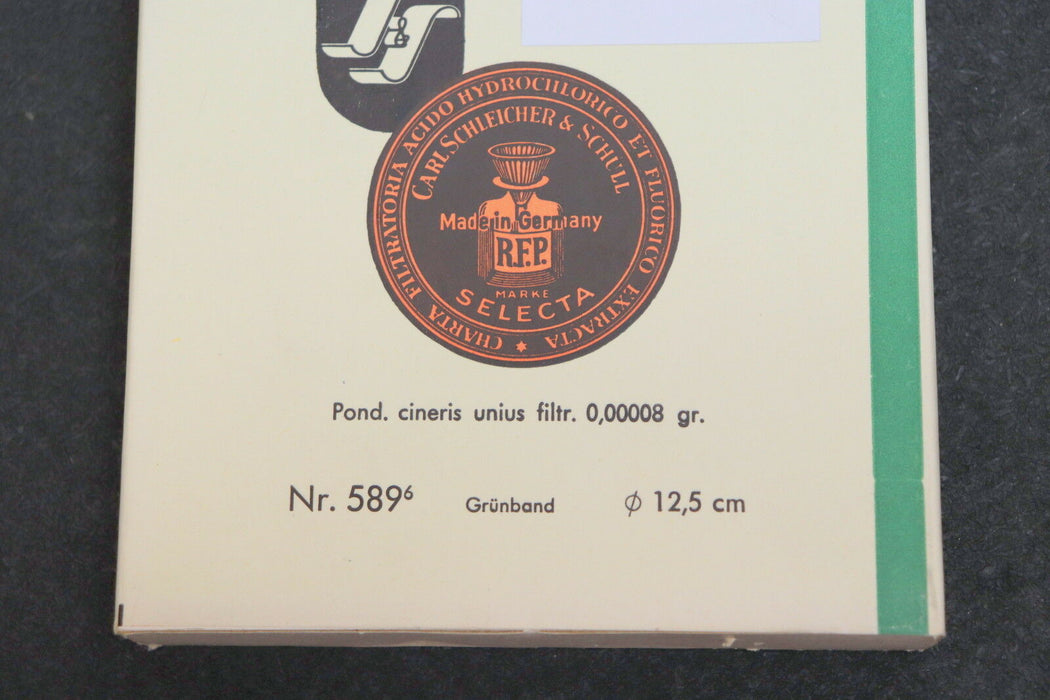 &
CHARTA FILTRATORIA ACIDO HYDROCHLORICO ET FLUORICO EXTRACTA
CARL SCHLEICHER & SCHÜLL
Made in Germany
R.F.P.
MARKE
SELECTA
Pond. cineris unius filtr. 0,00008 gr.
Nr. 589⁶ Grünband ⌀ 12,5 cm